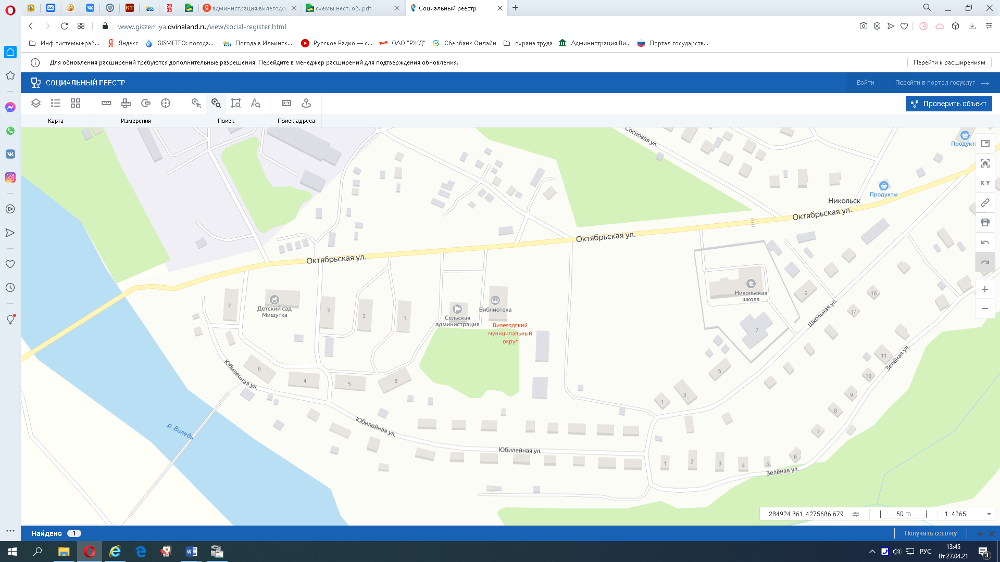 администрация вилегодс
схемы нест. об..pdf
Социальный реестр
www.giszemlya.dvinaland.ru/view/social-register.html
Инф системы+раб...
Яндекс
GISMETEO: погода...
Погода в Ильинск...
Русское Радио — с...
ОАО "РЖД"
Сбербанк Онлайн
охрана труда
Администрация Ви...
Портал государств...
Для обновления расширений требуются дополнительные разрешения. Перейдите в менеджер расширений для подтверждения обновления.
Перейти к расширениям
СОЦИАЛЬНЫЙ РЕЕСТР
Войти
Перейти в портал госуслуг
Проверить объект
Карта
Измерения
Поиск
Поиск адреса
Сосновая ул.
Продукты
X:Y
Продукты
Никольск
Октябрьская ул.
Октябрьская ул.
Октябрьская ул.
Никольская
школа
9
16
14
7
Школьная ул.
7
Детский сад
Мишутка
3
2
1
Сельская
администрация
Библиотека
Вилегодский
муниципальный
округ
6
4
5
8
Юбилейная ул.
5
3
1
11
10
9
8
7
Зелёная ул.
р. Виледь
Юбилейная ул.
Юбилейная ул.
1
2
3
4
5
6
Зелёная ул.
284924.361, 4275686.679
50 m
1: 4265
Найдено 1
Получить ссылку
РУС
13:45
Вт 27.04.21
3